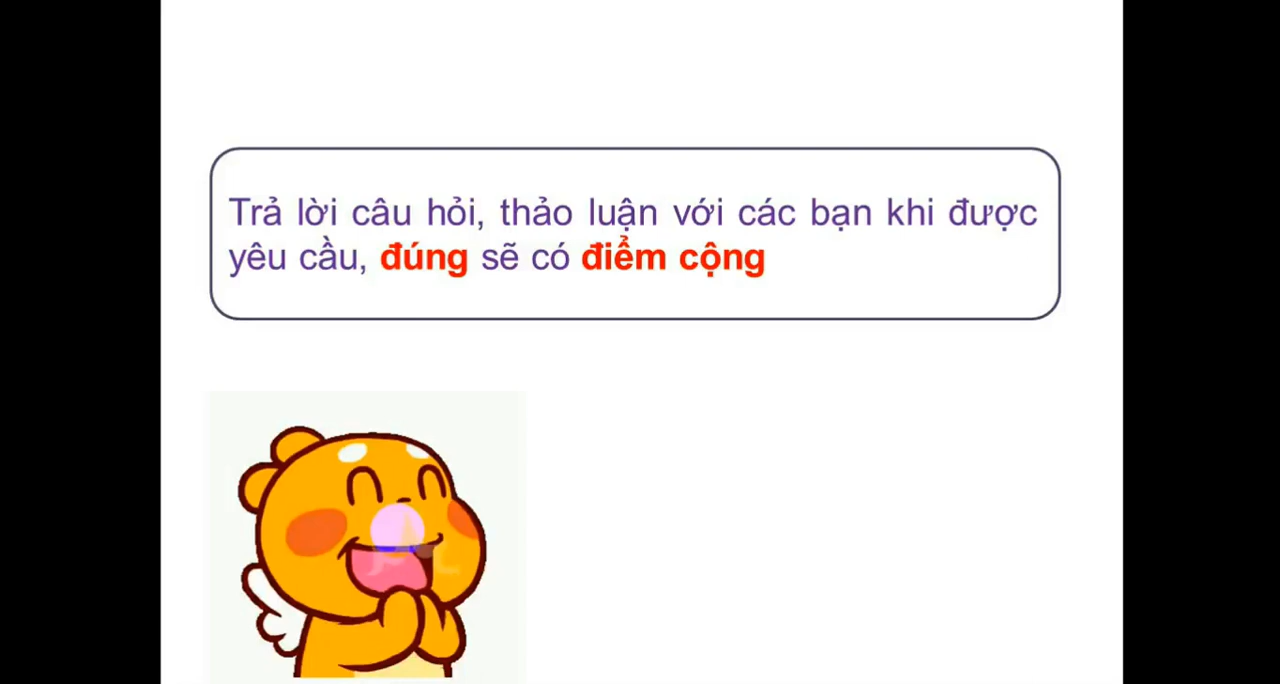 Trả lời câu hỏi, thảo luận với các bạn khi được
yêu cầu, đúng sẽ có điểm cộng